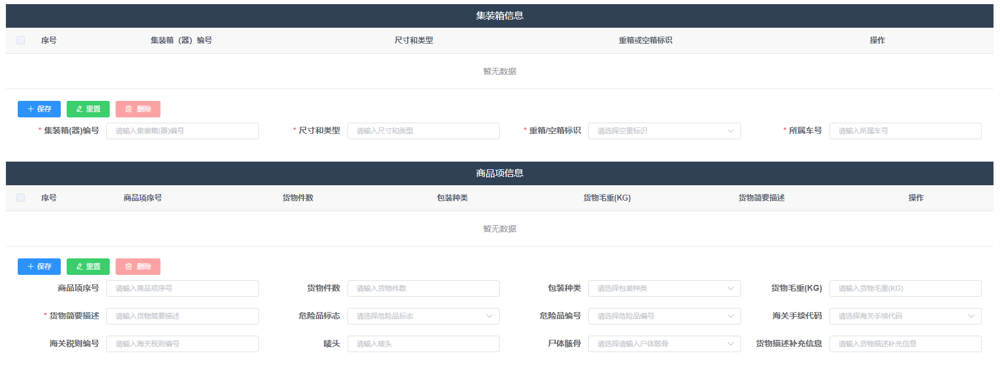 集装箱信息
序号 集装箱（器）编号 尺寸和类型 重箱或空箱标识 操作
暂无数据
保存 重置 删除
* 集装箱(器)编号 请输入集装箱(器)编号 * 尺寸和类型 请输入尺寸和类型 * 重箱/空箱标识 请选择空重标识 * 所属车号 请输入所属车号
商品项信息
序号 商品项序号 货物件数 包装种类 货物毛重(KG) 货物简要描述 操作
暂无数据
保存 重置 删除
商品项序号 请输入商品项序号 货物件数 请输入货物件数 包装种类 请选择包装种类 货物毛重(KG) 请输入货物毛重(KG)
* 货物简要描述 请输入货物简要描述 危险品标志 请选择危险品标志 危险品编号 请选择危险品编号 海关手续代码 请选择海关手续代码
海关税则编号 请输入海关税则编号 唛头 请输入唛头 尸体骸骨 请选择请输入尸体骸骨 货物描述补充信息 请输入货物描述补充信息